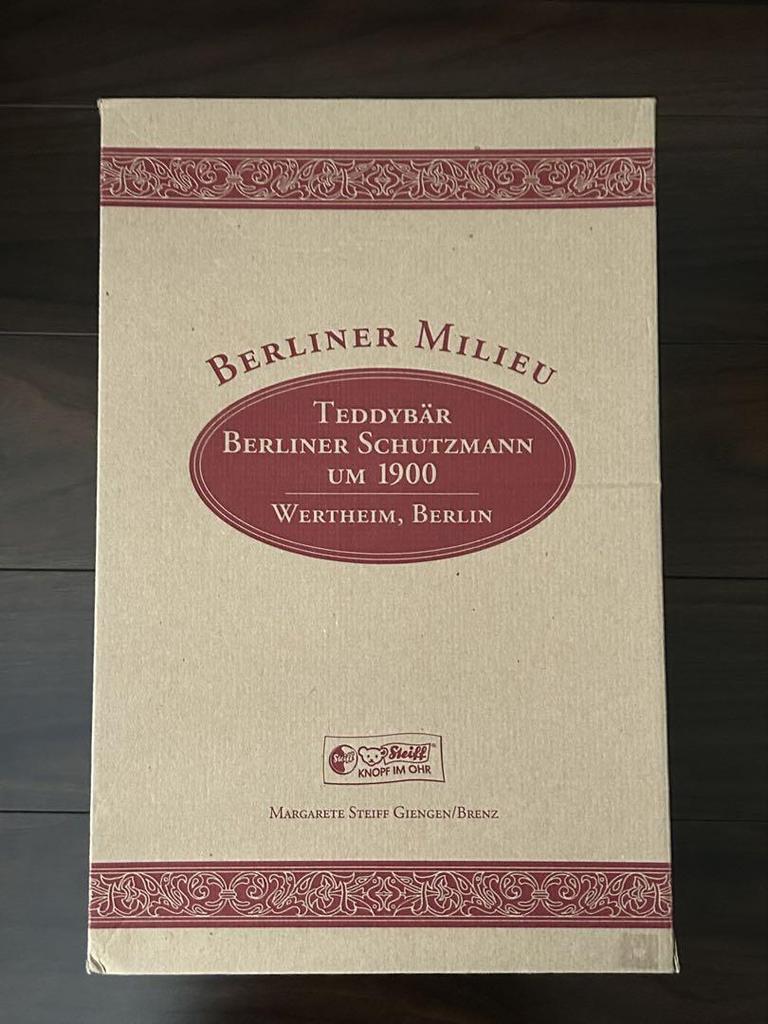 BERLINER MILIEU
TEDDYBÄR
BERLINER SCHUTZMANN
UM 1900
WERTHEIM, BERLIN
Steiff Steiff®
KNOPF IM OHR
MARGARETE STEIFF GIENGEN/BRENZ